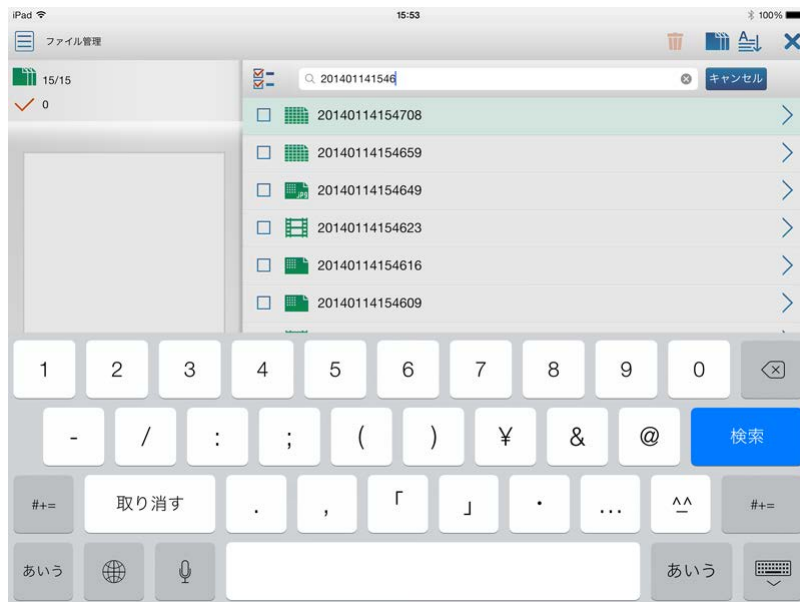 iPad 15:53 100%
ファイル管理
15/15
0
201401141546 キャンセル
20140114154708
20140114154659
JPG 20140114154649
20140114154623
20140114154616
20140114154609
1 2 3 4 5 6 7 8 9 0
- / : ; ( ) ¥ & @ 検索
#+= 取り消す . , 「 」 ・ ... ^^ #+=
あいう あいう